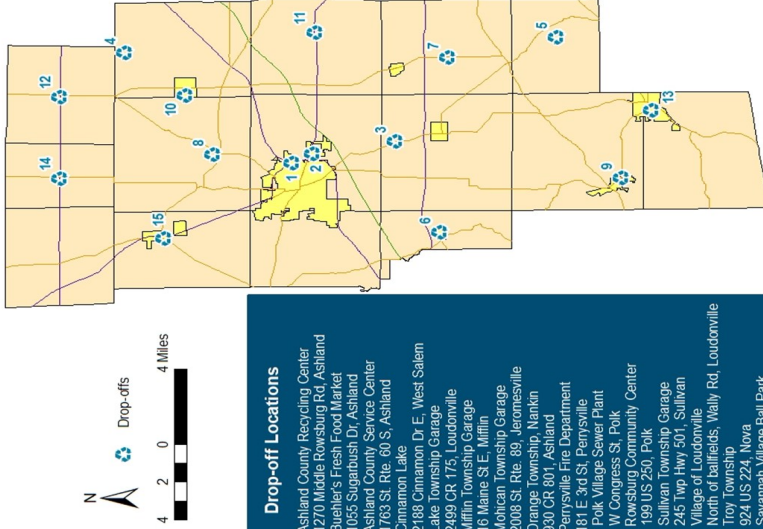 N
Drop-offs
4 2 0 4 Miles
Drop-off Locations
Ashland County Recycling Center
1270 Middle Rowsburg Rd, Ashland
Buehler's Fresh Food Market
1055 Sugarbush Dr, Ashland
Ashland County Service Center
1763 St. Rte. 60 S, Ashland
Cinnamon Lake
2188 Cinnamon Dr E, West Salem
Lake Township Garage
2499 CR 175, Loudonville
Mifflin Township Garage
Maine St E, Mifflin
Mohican Township Garage
2008 St. Rte. 89, Jeromesville
Orange Township, Nankin
930 CR 801, Ashland
Perrysville Fire Department
81 E 3rd St, Perrysville
Polk Village Sewer Plant
W Congress St, Polk
Rowsburg Community Center
199 US 250, Polk
Sullivan Township Garage
445 Twp Hwy 501, Sullivan
Village of Loudonville
North of ballfields, Wally Rd, Loudonville
Troy Township
924 US 224, Nova
Savannah Village Ball Park
14
12
4
15
8
10
1
2
11
3
7
6
5
9
13